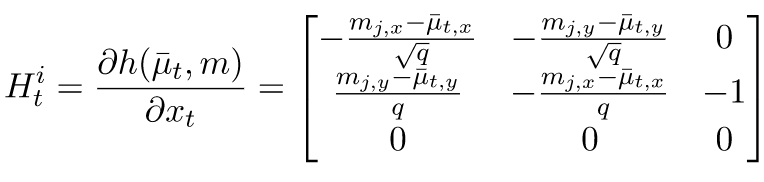 $H_t^i = \frac{\partial h(\bar{\mu}_t, m)}{\partial x_t} = \begin{bmatrix} -\frac{m_{j,x} - \bar{\mu}_{t,x}}{\sqrt{q}} & -\frac{m_{j,y} - \bar{\mu}_{t,y}}{\sqrt{q}} & 0 \\ \frac{m_{j,y} - \bar{\mu}_{t,y}}{q} & -\frac{m_{j,x} - \bar{\mu}_{t,x}}{q} & -1 \\ 0 & 0 & 0 \end{bmatrix}$